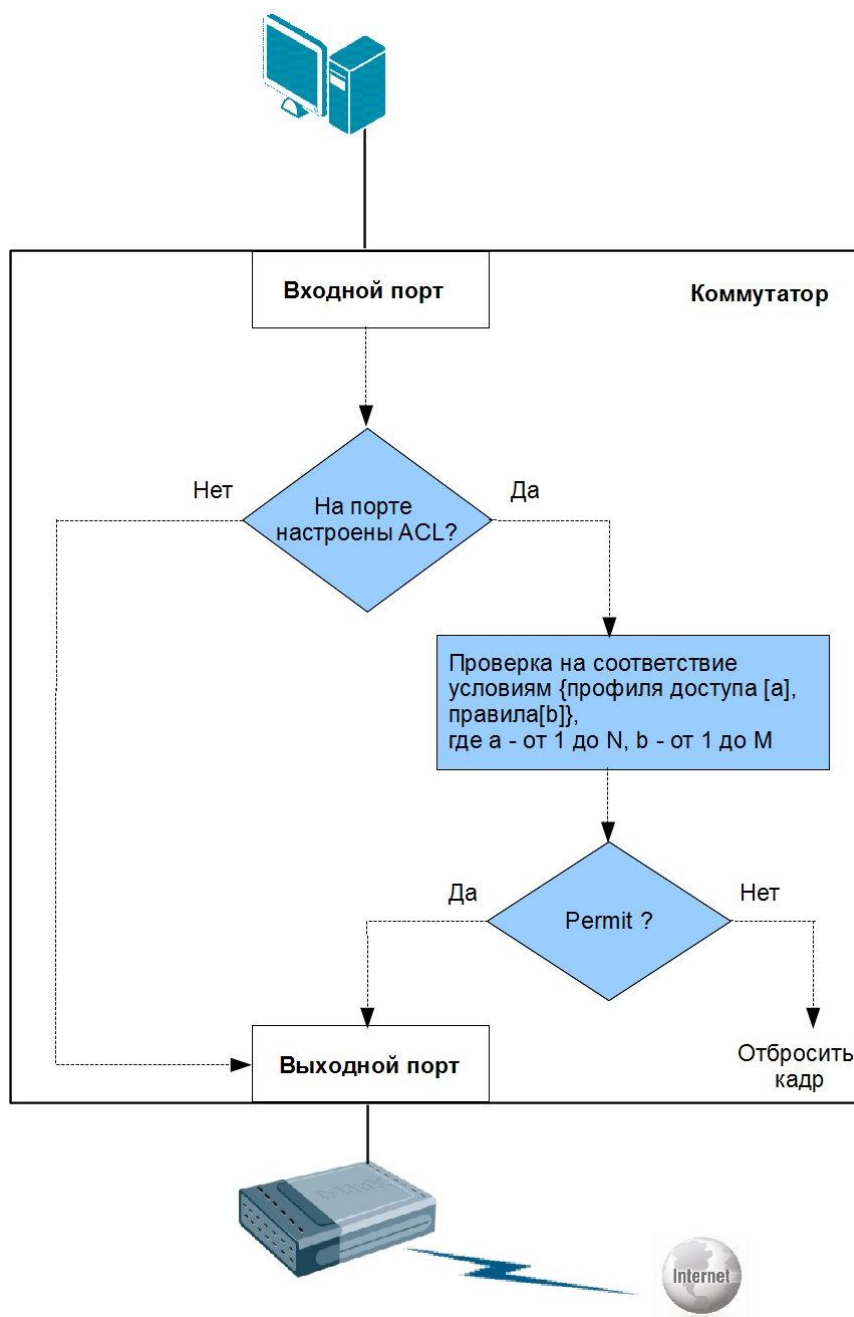 Входной порт
Коммутатор
Нет
Да
На порте
настроены ACL?
Проверка на соответствие
условиям {профиля доступа [a],
правила[b]},
где a - от 1 до N, b - от 1 до M
Да
Нет
Permit ?
Выходной порт
Отбросить
кадр
D-Link
Internet